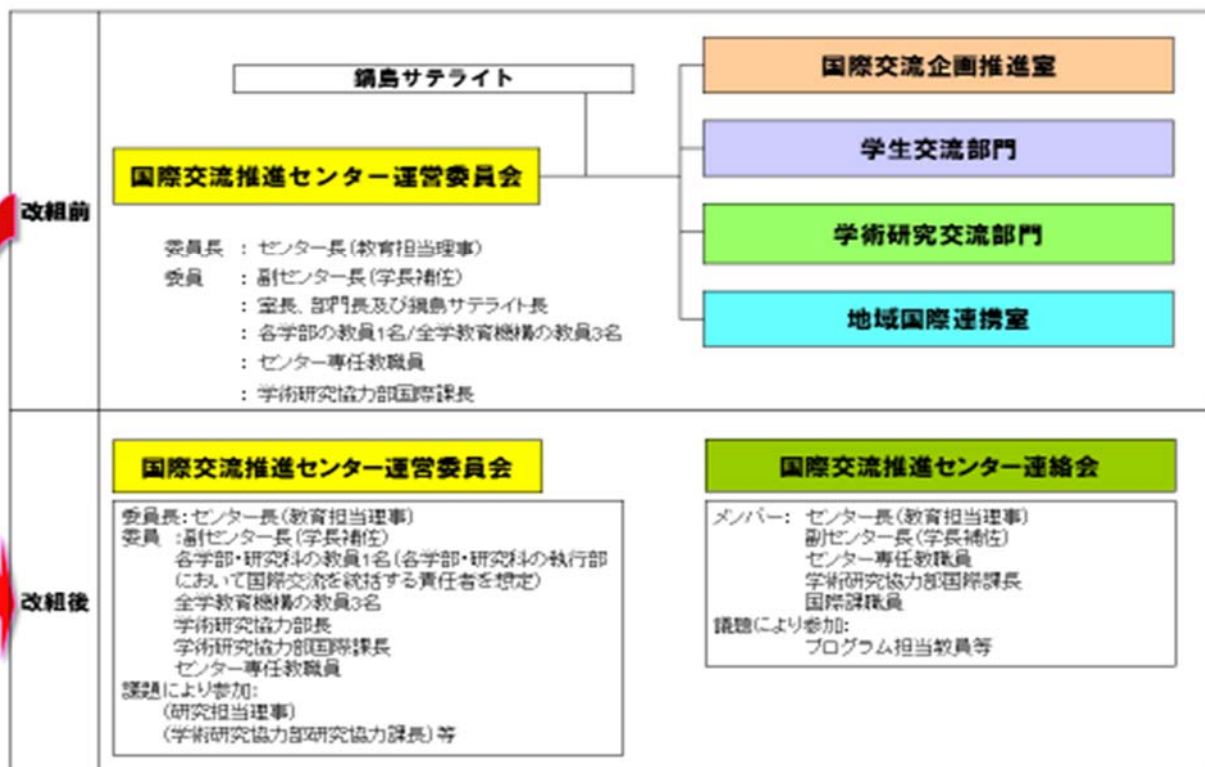 改組前
鍋島サテライト
国際交流推進センター運営委員会
委員長 : センター長(教育担当理事)
委員 : 副センター長(学長補佐)
: 室長、部門長及び鍋島サテライト長
: 各学部の教員1名/全学教育機構の教員3名
: センター専任教職員
: 学術研究協力部国際課長
国際交流企画推進室
学生交流部門
学術研究交流部門
地域国際連携室
改組後
国際交流推進センター運営委員会
委員長:センター長(教育担当理事)
委員 :副センター長(学長補佐)
各学部・研究科の教員1名(各学部・研究科の執行部
において国際交流を統括する責任者を想定)
全学教育機構の教員3名
学術研究協力部長
学術研究協力部国際課長
センター専任教職員
課題により参加:
(研究担当理事)
(学術研究協力部研究協力課長)等
国際交流推進センター連絡会
メンバー: センター長(教育担当理事)
副センター長(学長補佐)
センター専任教職員
学術研究協力部国際課長
国際課職員
議題により参加:
プログラム担当教員等